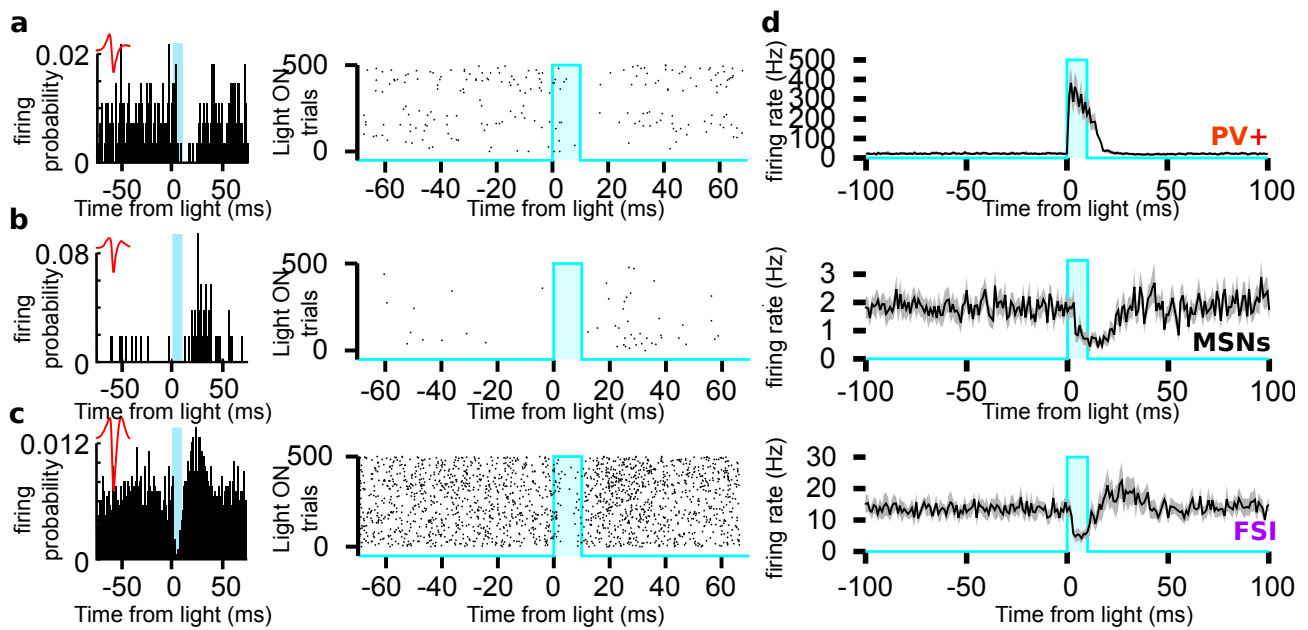 a
firing
probability
0.02
0
-50 0 50
Time from light (ms)
Light ON
trials
500
0
-60 -40 -20 0 20 40 60
Time from light (ms)
d
firing rate (Hz)
500
400
300
200
100
0
PV+
-100 -50 0 50 100
Time from light (ms)
b
firing
probability
0.08
0
-50 0 50
Time from light (ms)
Light ON
trials
500
0
-60 -40 -20 0 20 40 60
Time from light (ms)
firing rate (Hz)
3
2
1
0
MSNs
-100 -50 0 50 100
Time from light (ms)
c
firing
probability
0.012
0
-50 0 50
Time from light (ms)
Light ON
trials
500
0
-60 -40 -20 0 20 40 60
Time from light (ms)
firing rate (Hz)
30
20
10
0
FSI
-100 -50 0 50 100
Time from light (ms)